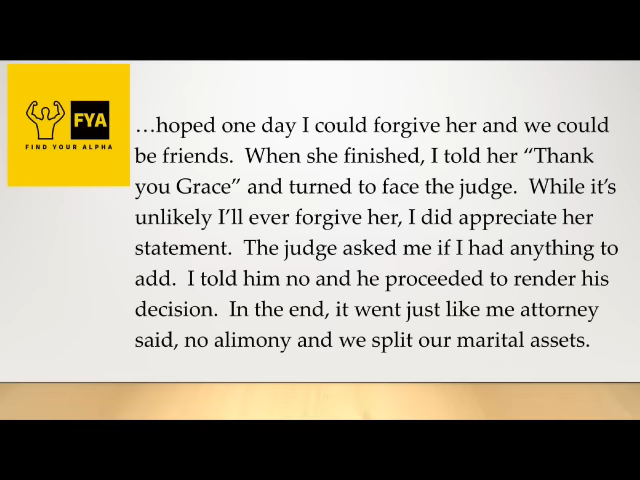 FYA
FIND YOUR ALPHA
…hoped one day I could forgive her and we could
be friends.  When she finished, I told her “Thank
you Grace” and turned to face the judge.  While it’s
unlikely I’ll ever forgive her, I did appreciate her
statement.  The judge asked me if I had anything to
add.  I told him no and he proceeded to render his
decision.  In the end, it went just like me attorney
said, no alimony and we split our marital assets.